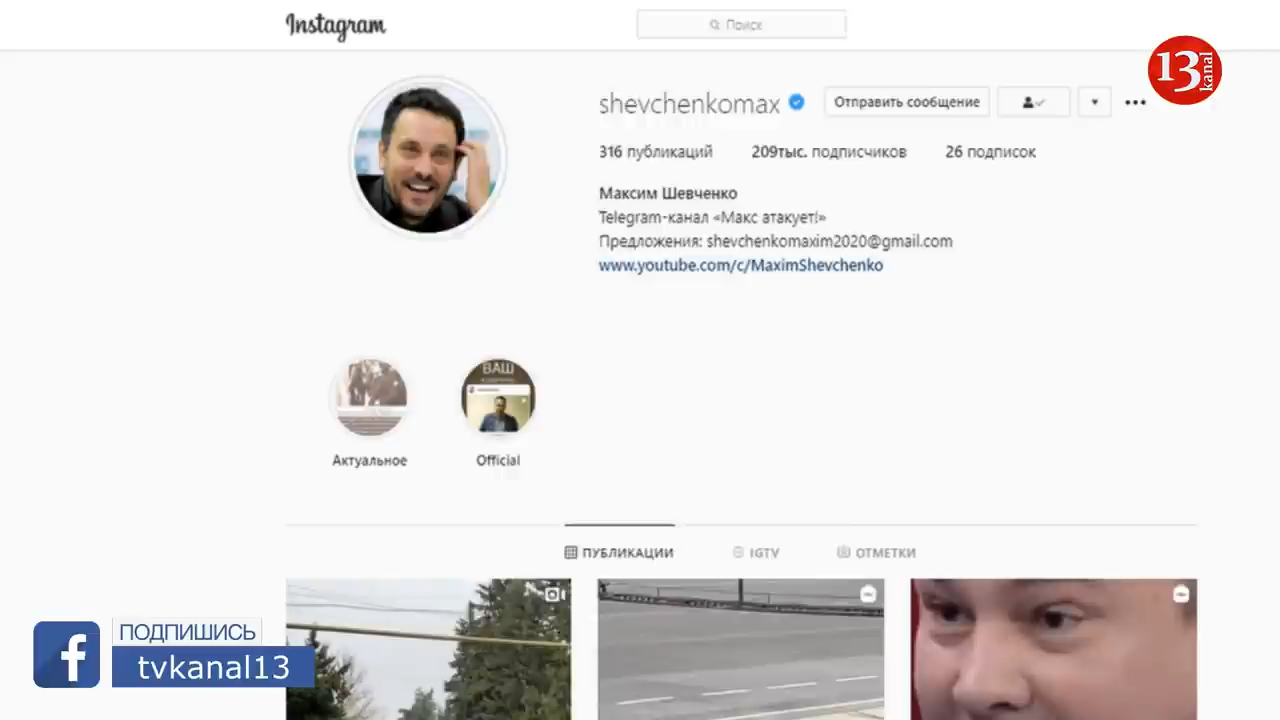 Instagram
Поиск
13 kanal
shevchenkomax
Отправить сообщение
316 публикаций
209тыс. подписчиков
26 подписок
Максим Шевченко
Telegram-канал «Макс атакует!»
Предложения: shevchenkomaxim2020@gmail.com
www.youtube.com/c/MaximShevchenko
ВАШ
Актуальное
Official
ПУБЛИКАЦИИ
IGTV
ОТМЕТКИ
ПОДПИШИСЬ
tvkanal13